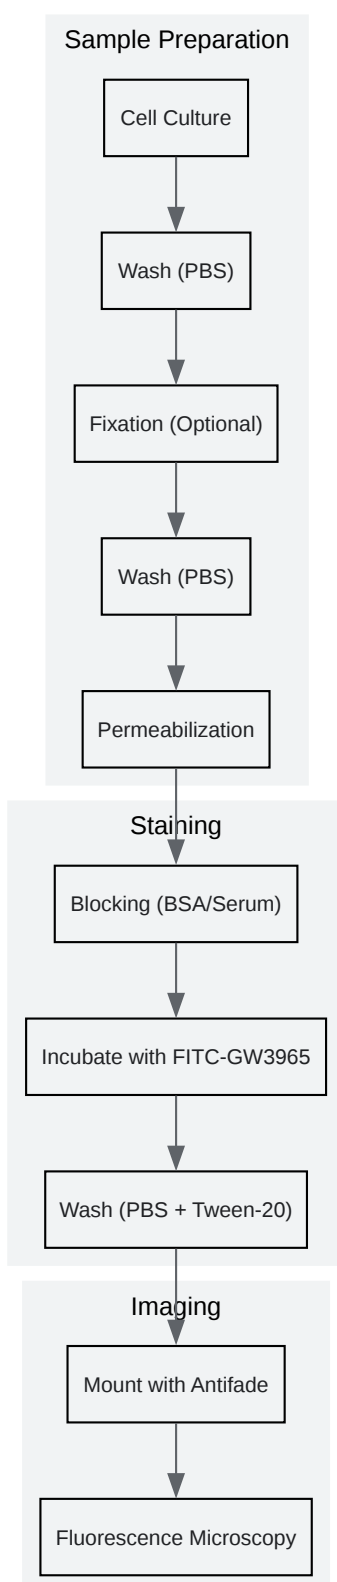 Sample Preparation
Cell Culture
Wash (PBS)
Fixation (Optional)
Wash (PBS)
Permeabilization
Staining
Blocking (BSA/Serum)
Incubate with FITC-GW3965
Wash (PBS + Tween-20)
Imaging
Mount with Antifade
Fluorescence Microscopy